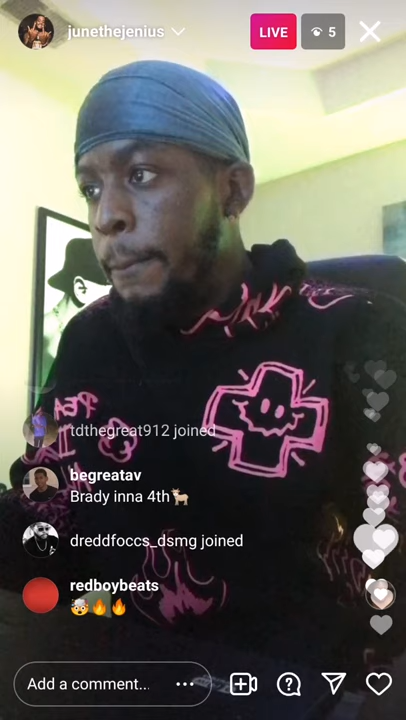 junethejenius
LIVE
5
tdthegreat912 joined
begreatav
Brady inna 4th🐐
dreddfoccs_dsmg joined
redboybeats
🤯🔥🔥
Add a comment...